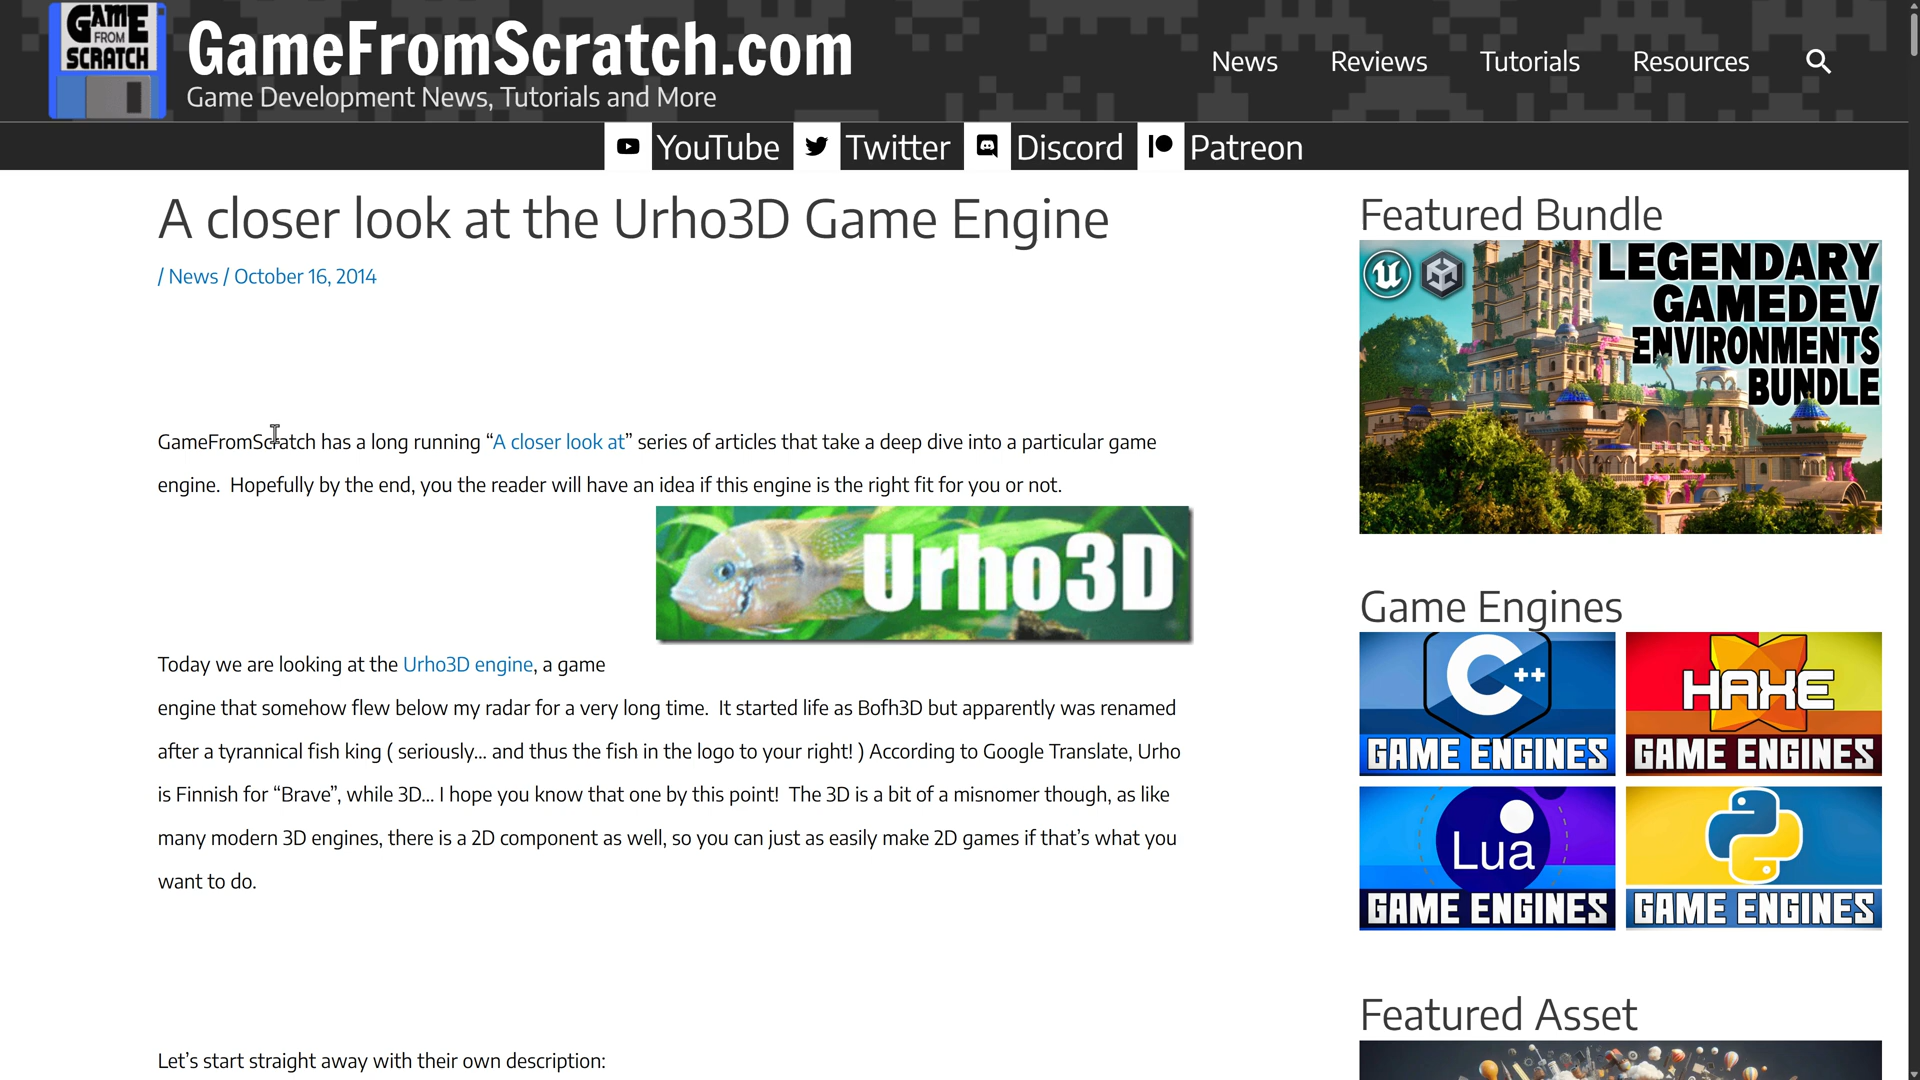 GAME
FROM
SCRATCH
GameFromScratch.com
Game Development News, Tutorials and More
News
Reviews
Tutorials
Resources
YouTube
Twitter
Discord
Patreon
A closer look at the Urho3D Game Engine
/ News / October 16, 2014
GameFromScratch has a long running “A closer look at” series of articles that take a deep dive into a particular game
engine.  Hopefully by the end, you the reader will have an idea if this engine is the right fit for you or not.
Urho3D
Today we are looking at the Urho3D engine, a game
engine that somehow flew below my radar for a very long time.  It started life as Bofh3D but apparently was renamed
after a tyrannical fish king ( seriously… and thus the fish in the logo to your right! ) According to Google Translate, Urho
is Finnish for “Brave”, while 3D… I hope you know that one by this point!  The 3D is a bit of a misnomer though, as like
many modern 3D engines, there is a 2D component as well, so you can just as easily make 2D games if that’s what you
want to do.
Let’s start straight away with their own description:
Featured Bundle
LEGENDARY
GAMEDEV
ENVIRONMENTS
BUNDLE
Game Engines
C++
GAME ENGINES
HAXE
GAME ENGINES
Lua
GAME ENGINES
GAME ENGINES
Featured Asset